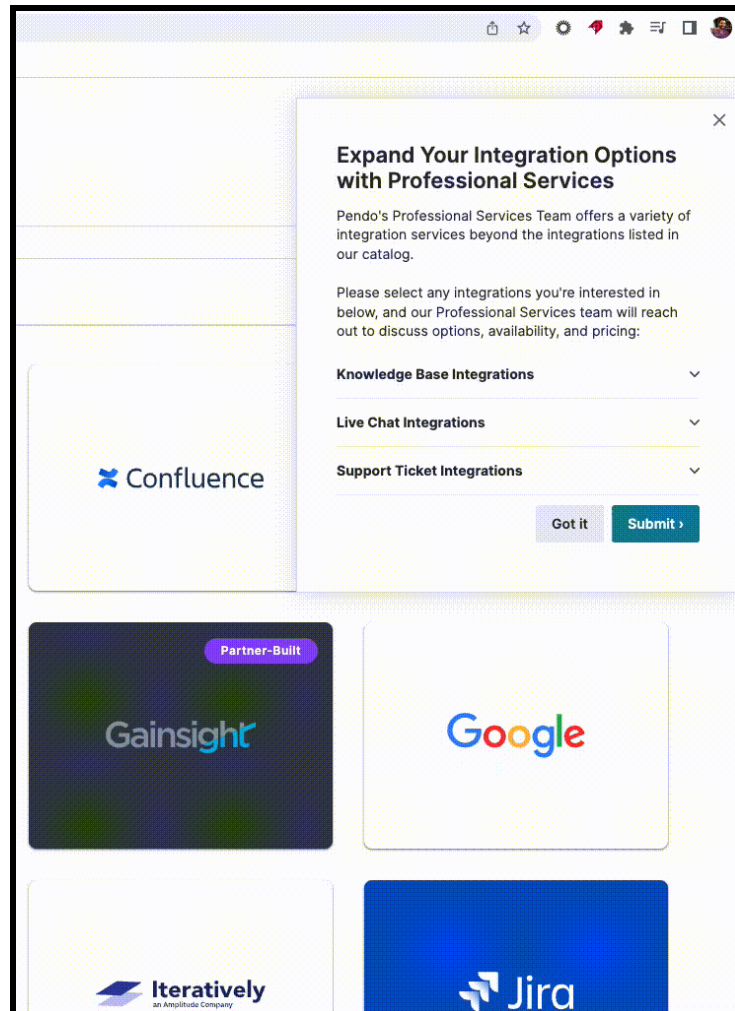 Expand Your Integration Options
with Professional Services
Pendo's Professional Services Team offers a variety of
integration services beyond the integrations listed in
our catalog.
Please select any integrations you're interested in
below, and our Professional Services team will reach
out to discuss options, availability, and pricing:
Knowledge Base Integrations
Live Chat Integrations
Support Ticket Integrations
Got it
Submit ›
Confluence
Partner-Built
Gainsight
Google
Iteratively
an Amplitude Company
Jira